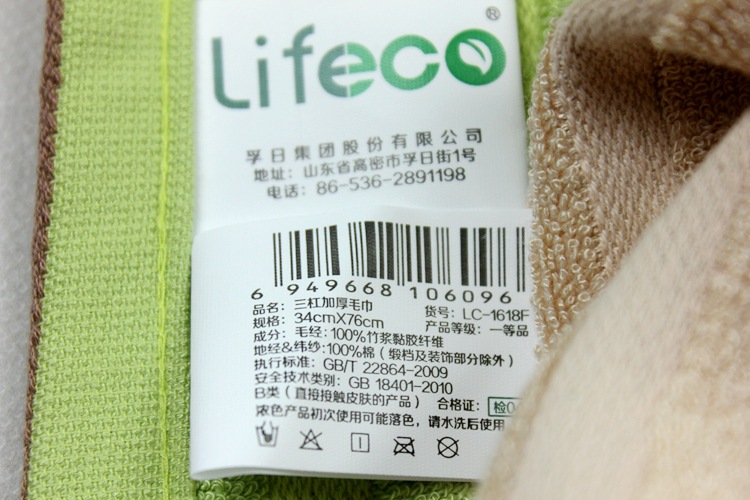 Lifeco®
孚日集团股份有限公司
地址：山东省高密市孚日街1号
电话：86-536-2891198
6 949668 106096
品名：三杠加厚毛巾 货号：LC-1618F
规格：34cmX76cm 产品等级：一等品
成分：毛经：100%竹浆黏胶纤维
地经&纬纱：100%棉（缎档及装饰部分除外）
执行标准：GB/T 22864-2009
安全技术类别：GB 18401-2010
B类（直接接触皮肤的产品） 合格证：检0
浓色产品初次使用可能落色，请水洗后使用